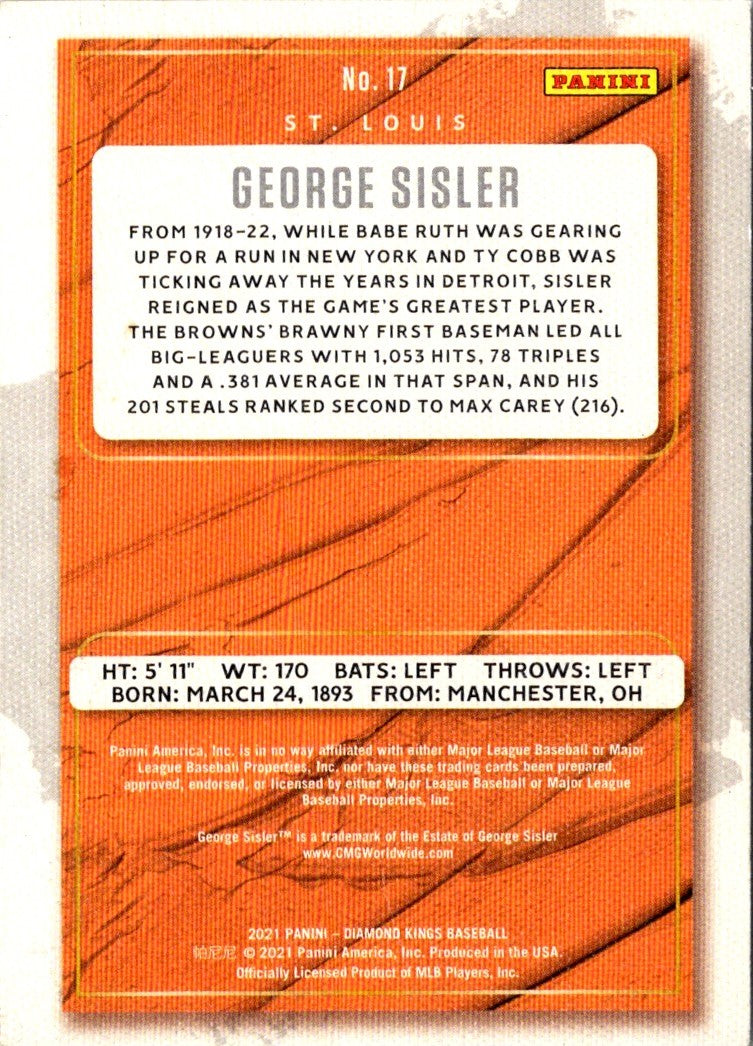 No. 17
PANINI
ST. LOUIS
GEORGE SISLER
FROM 1918-22, WHILE BABE RUTH WAS GEARING
UP FOR A RUN IN NEW YORK AND TY COBB WAS
TICKING AWAY THE YEARS IN DETROIT, SISLER
REIGNED AS THE GAME'S GREATEST PLAYER.
THE BROWNS' BRAWNY FIRST BASEMAN LED ALL
BIG-LEAGUERS WITH 1,053 HITS, 78 TRIPLES
AND A .381 AVERAGE IN THAT SPAN, AND HIS
201 STEALS RANKED SECOND TO MAX CAREY (216).
HT: 5' 11" WT: 170 BATS: LEFT THROWS: LEFT
BORN: MARCH 24, 1893 FROM: MANCHESTER, OH
Panini America, Inc. is in no way affiliated with either Major League Baseball or Major
League Baseball Properties, Inc. nor have these trading cards been prepared,
approved, endorsed, or licensed by either Major League Baseball or Major League
Baseball Properties, Inc.
George Sisler™ is a trademark of the Estate of George Sisler
www.CMGWorldwide.com
2021 PANINI – DIAMOND KINGS BASEBALL
帕尼尼 © 2021 Panini America, Inc. Produced in the USA.
Officially Licensed Product of MLB Players, Inc.